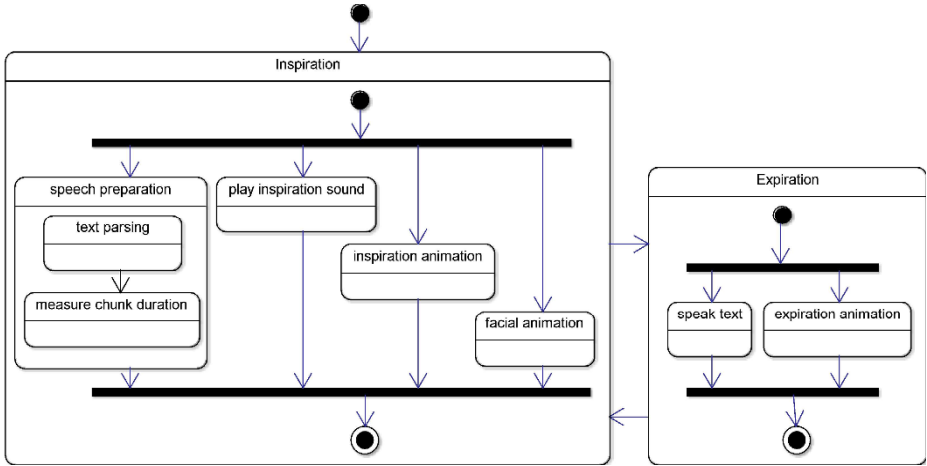 Inspiration
speech preparation
text parsing
measure chunk duration
play inspiration sound
inspiration animation
facial animation
Expiration
speak text
expiration animation